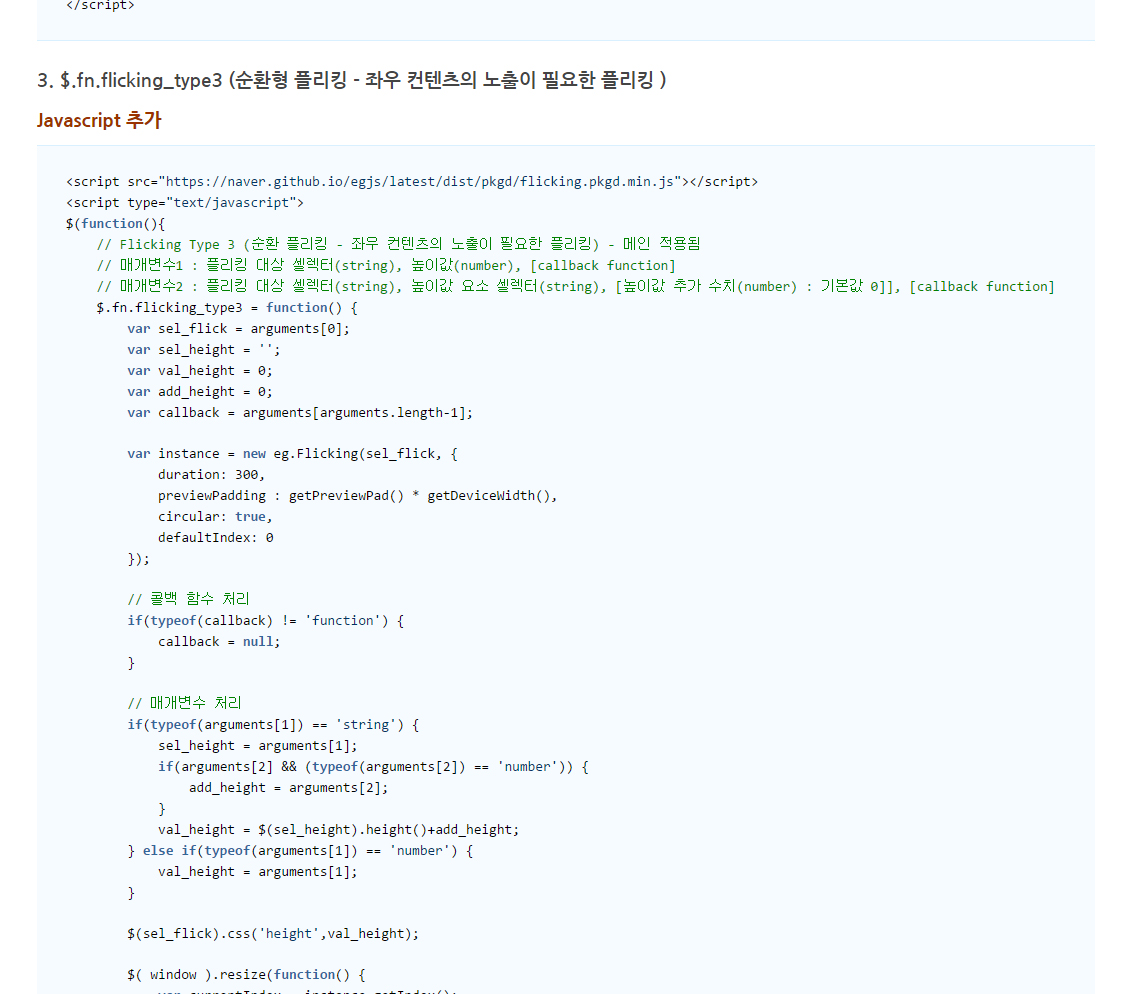 </script>
3. $.fn.flicking_type3 (순환형 플리킹 - 좌우 컨텐츠의 노출이 필요한 플리킹 )
Javascript 추가
<script src="https://naver.github.io/egjs/latest/dist/pkgd/flicking.pkgd.min.js"></script>
<script type="text/javascript">
$(function(){
    // Flicking Type 3 (순환 플리킹 - 좌우 컨텐츠의 노출이 필요한 플리킹) - 메인 적용됨
    // 매개변수1 : 플리킹 대상 셀렉터(string), 높이값(number), [callback function]
    // 매개변수2 : 플리킹 대상 셀렉터(string), 높이값 요소 셀렉터(string), [높이값 추가 수치(number) : 기본값 0]], [callback function]
    $.fn.flicking_type3 = function() {
        var sel_flick = arguments[0];
        var sel_height = '';
        var val_height = 0;
        var add_height = 0;
        var callback = arguments[arguments.length-1];
        var instance = new eg.Flicking(sel_flick, {
            duration: 300,
            previewPadding : getPreviewPad() * getDeviceWidth(),
            circular: true,
            defaultIndex: 0
        });
        // 콜백 함수 처리
        if(typeof(callback) != 'function') {
            callback = null;
        }
        // 매개변수 처리
        if(typeof(arguments[1]) == 'string') {
            sel_height = arguments[1];
            if(arguments[2] && (typeof(arguments[2]) == 'number')) {
                add_height = arguments[2];
            }
            val_height = $(sel_height).height()+add_height;
        } else if(typeof(arguments[1]) == 'number') {
            val_height = arguments[1];
        }
        $(sel_flick).css('height',val_height);
        $( window ).resize(function() {
            var currentIndex = instance.getIndex();